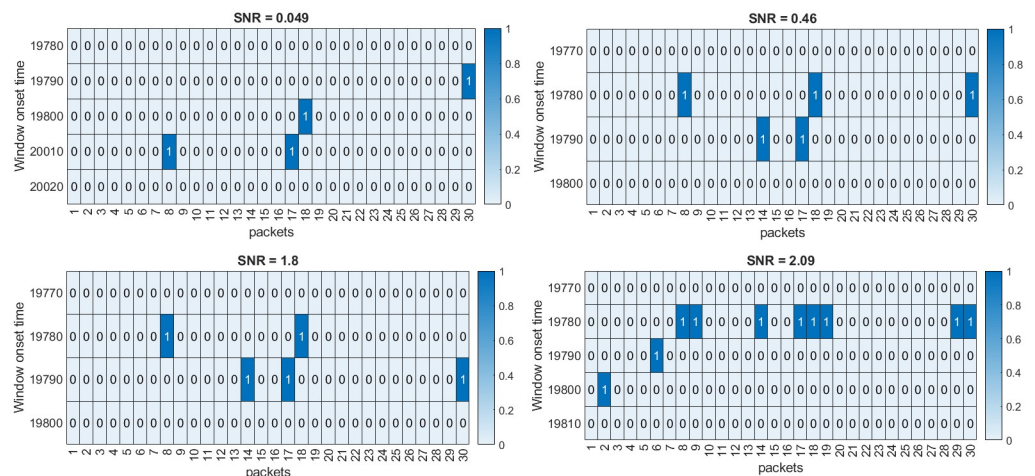 SNR = 0.049
Window onset time
19780 0 0 0 0 0 0 0 0 0 0 0 0 0 0 0 0 0 0 0 0 0 0 0 0 0 0 0 0 0 0
19790 0 0 0 0 0 0 0 0 0 0 0 0 0 0 0 0 0 0 0 0 0 0 0 0 0 0 0 0 0 1
19800 0 0 0 0 0 0 0 0 0 0 0 0 0 0 0 0 0 1 0 0 0 0 0 0 0 0 0 0 0 0
20010 0 0 0 0 0 0 0 1 0 0 0 0 0 0 0 0 1 0 0 0 0 0 0 0 0 0 0 0 0 0
20020 0 0 0 0 0 0 0 0 0 0 0 0 0 0 0 0 0 0 0 0 0 0 0 0 0 0 0 0 0 0
1 2 3 4 5 6 7 8 9 10 11 12 13 14 15 16 17 18 19 20 21 22 23 24 25 26 27 28 29 30
packets
1
0.8
0.6
0.4
0.2
0
SNR = 0.46
Window onset time
19770 0 0 0 0 0 0 0 0 0 0 0 0 0 0 0 0 0 0 0 0 0 0 0 0 0 0 0 0 0 0
19780 0 0 0 0 0 0 0 1 0 0 0 0 0 0 0 0 0 1 0 0 0 0 0 0 0 0 0 0 0 1
19790 0 0 0 0 0 0 0 0 0 0 0 0 0 1 0 0 1 0 0 0 0 0 0 0 0 0 0 0 0 0
19800 0 0 0 0 0 0 0 0 0 0 0 0 0 0 0 0 0 0 0 0 0 0 0 0 0 0 0 0 0 0
1 2 3 4 5 6 7 8 9 10 11 12 13 14 15 16 17 18 19 20 21 22 23 24 25 26 27 28 29 30
packets
1
0.8
0.6
0.4
0.2
0
SNR = 1.8
Window onset time
19770 0 0 0 0 0 0 0 0 0 0 0 0 0 0 0 0 0 0 0 0 0 0 0 0 0 0 0 0 0 0
19780 0 0 0 0 0 0 0 1 0 0 0 0 0 0 0 0 0 1 0 0 0 0 0 0 0 0 0 0 0 0
19790 0 0 0 0 0 0 0 0 0 0 0 0 0 1 0 0 1 0 0 0 0 0 0 0 0 0 0 0 0 1
19800 0 0 0 0 0 0 0 0 0 0 0 0 0 0 0 0 0 0 0 0 0 0 0 0 0 0 0 0 0 0
1 2 3 4 5 6 7 8 9 10 11 12 13 14 15 16 17 18 19 20 21 22 23 24 25 26 27 28 29 30
packets
1
0.8
0.6
0.4
0.2
0
SNR = 2.09
Window onset time
19770 0 0 0 0 0 0 0 0 0 0 0 0 0 0 0 0 0 0 0 0 0 0 0 0 0 0 0 0 0 0
19780 0 0 0 0 0 0 0 1 1 0 0 0 0 1 0 0 1 1 1 0 0 0 0 0 0 0 0 0 1 1
19790 0 0 0 0 0 1 0 0 0 0 0 0 0 0 0 0 0 0 0 0 0 0 0 0 0 0 0 0 0 0
19800 0 1 0 0 0 0 0 0 0 0 0 0 0 0 0 0 0 0 0 0 0 0 0 0 0 0 0 0 0 0
19810 0 0 0 0 0 0 0 0 0 0 0 0 0 0 0 0 0 0 0 0 0 0 0 0 0 0 0 0 0 0
1 2 3 4 5 6 7 8 9 10 11 12 13 14 15 16 17 18 19 20 21 22 23 24 25 26 27 28 29 30
packets
1
0.8
0.6
0.4
0.2
0